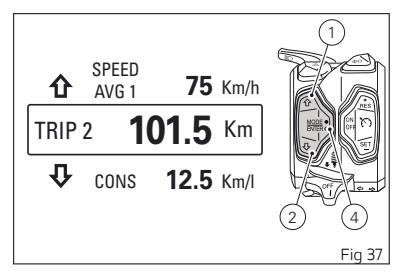 SPEED
AVG 1 75 Km/h
TRIP 2 101.5 Km
CONS 12.5 Km/l
1
MODE
ENTER
RES
ON
OFF
SET
OFF
2
4
Fig 37